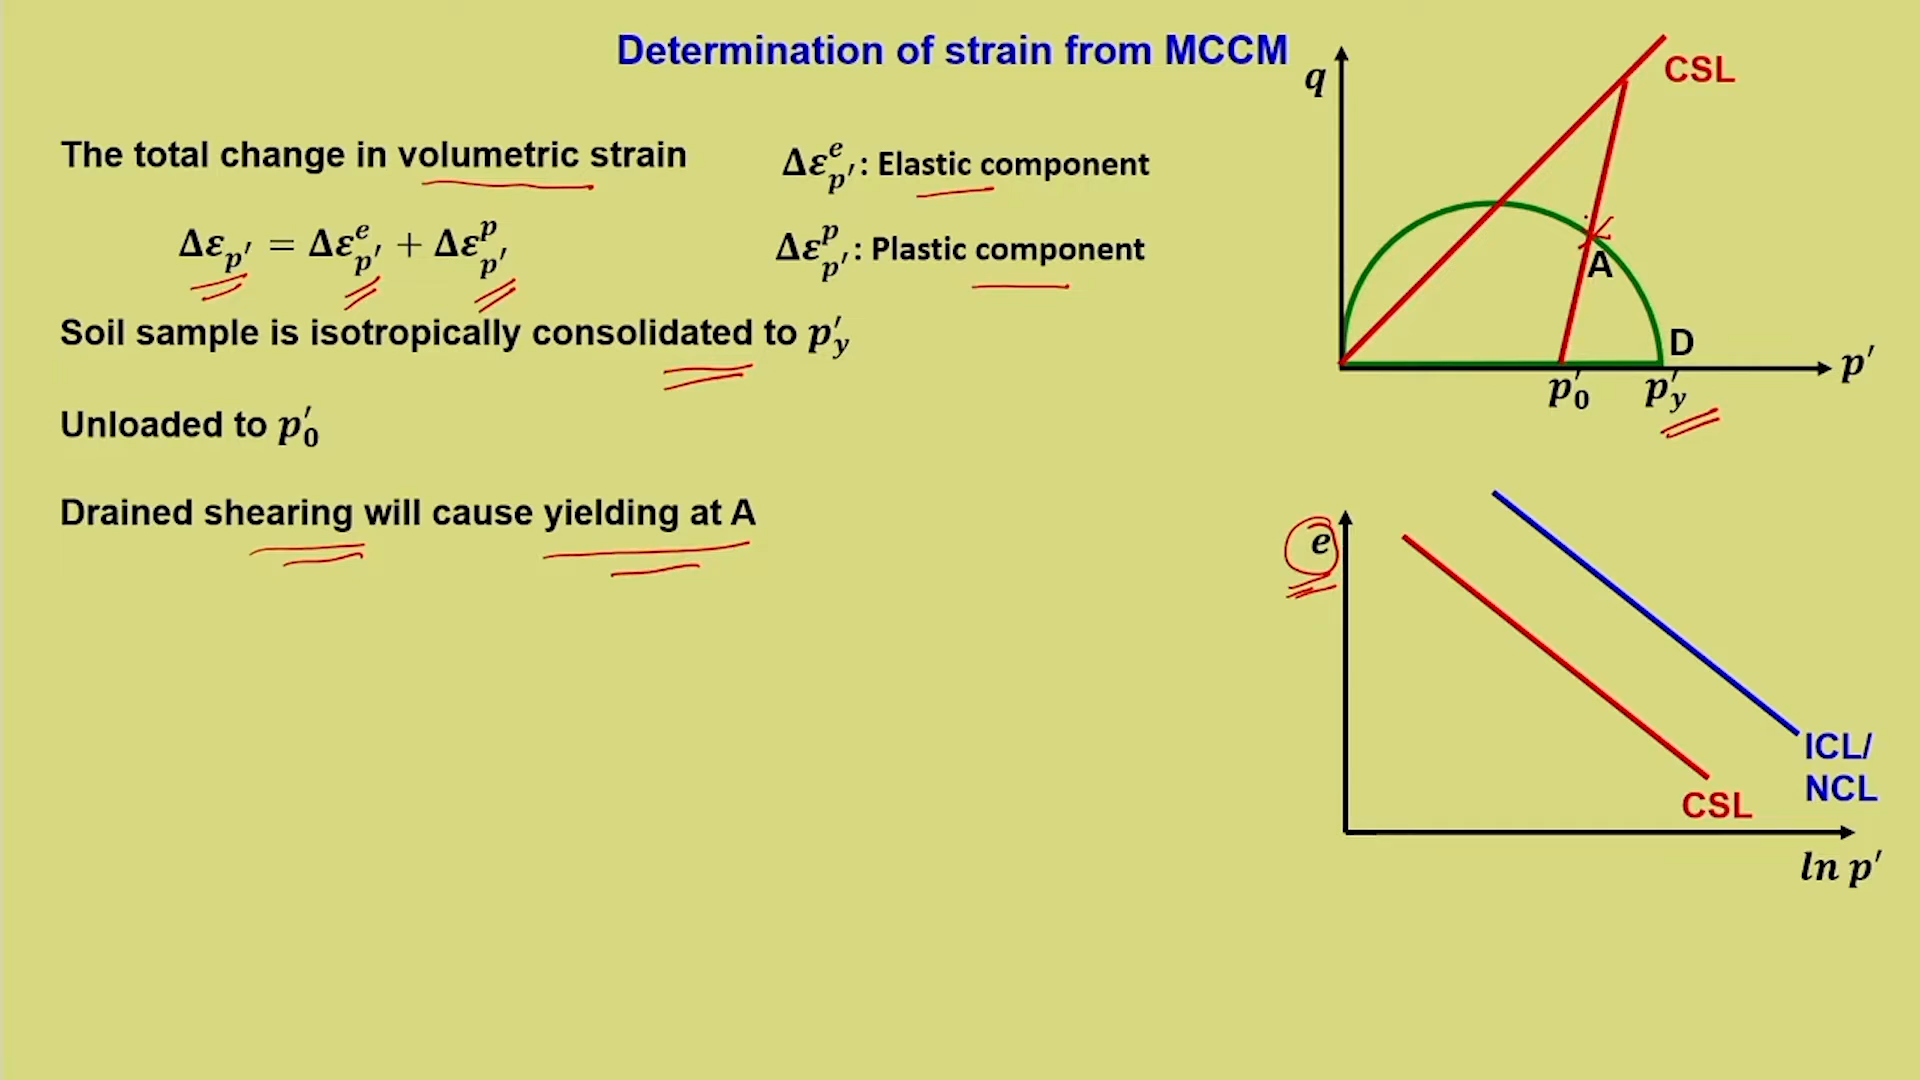 Determination of strain from MCCM
The total change in volumetric strain
Δε_p′ = Δε^e_p′ + Δε^p_p′
Δε^e_p′: Elastic component
Δε^p_p′: Plastic component
Soil sample is isotropically consolidated to p′_y
Unloaded to p′_0
Drained shearing will cause yielding at A
q
CSL
A
D
p′_0
p′_y
p′
e
ICL/
NCL
CSL
ln p′